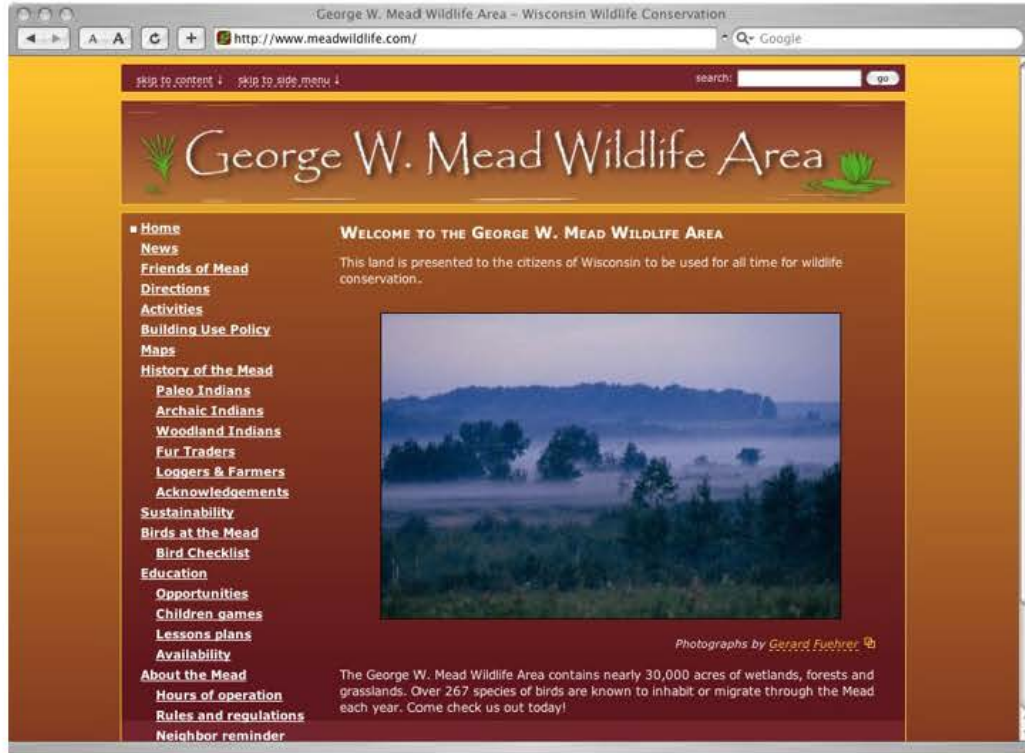 George W. Mead Wildlife Area – Wisconsin Wildlife Conservation
A A C + http://www.meadwildlife.com/ Google
skip to content ↓ skip to side menu ↓ search: go
George W. Mead Wildlife Area
Home
News
Friends of Mead
Directions
Activities
Building Use Policy
Maps
History of the Mead
Paleo Indians
Archaic Indians
Woodland Indians
Fur Traders
Loggers & Farmers
Acknowledgements
Sustainability
Birds at the Mead
Bird Checklist
Education
Opportunities
Children games
Lessons plans
Availability
About the Mead
Hours of operation
Rules and regulations
Neighbor reminder
Welcome to the George W. Mead Wildlife Area
This land is presented to the citizens of Wisconsin to be used for all time for wildlife
conservation.
Photographs by Gerard Fuehrer
The George W. Mead Wildlife Area contains nearly 30,000 acres of wetlands, forests and
grasslands. Over 267 species of birds are known to inhabit or migrate through the Mead
each year. Come check us out today!